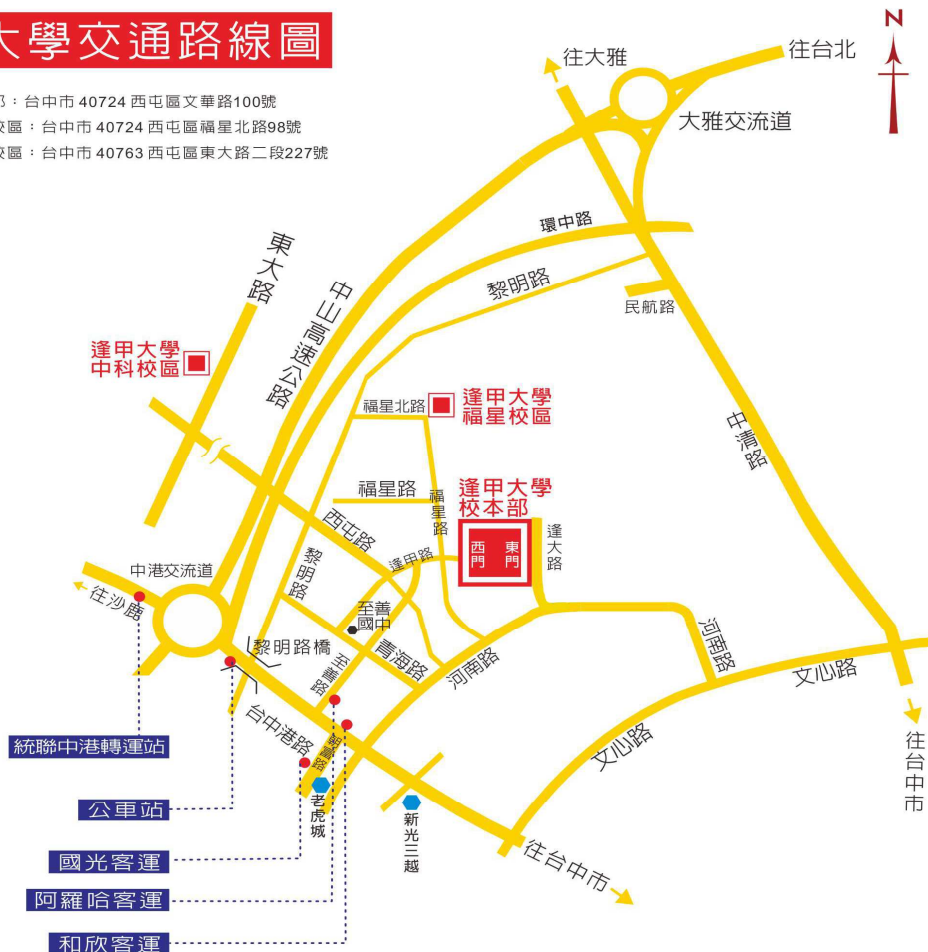 大學交通路線圖
：台中市 40724 西屯區文華路100號
校區：台中市 40724 西屯區福星北路98號
校區：台中市 40763 西屯區東大路二段227號
N
往大雅
往台北
大雅交流道
環中路
東大路
中山高速公路
黎明路
民航路
逢甲大學
中科校區
福星北路
逢甲大學
福星校區
中清路
福星路
福星路
逢甲大學
校本部
西門
東門
逢大路
西屯路
逢甲路
黎明路
中港交流道
往沙鹿
至善
國中
黎明路橋
至善路
青海路
河南路
河南路
文心路
文心路
台中港路
朝富路
統聯中港轉運站
公車站
老虎城
新光三越
往台中市
往台中市
國光客運
阿羅哈客運
和欣客運